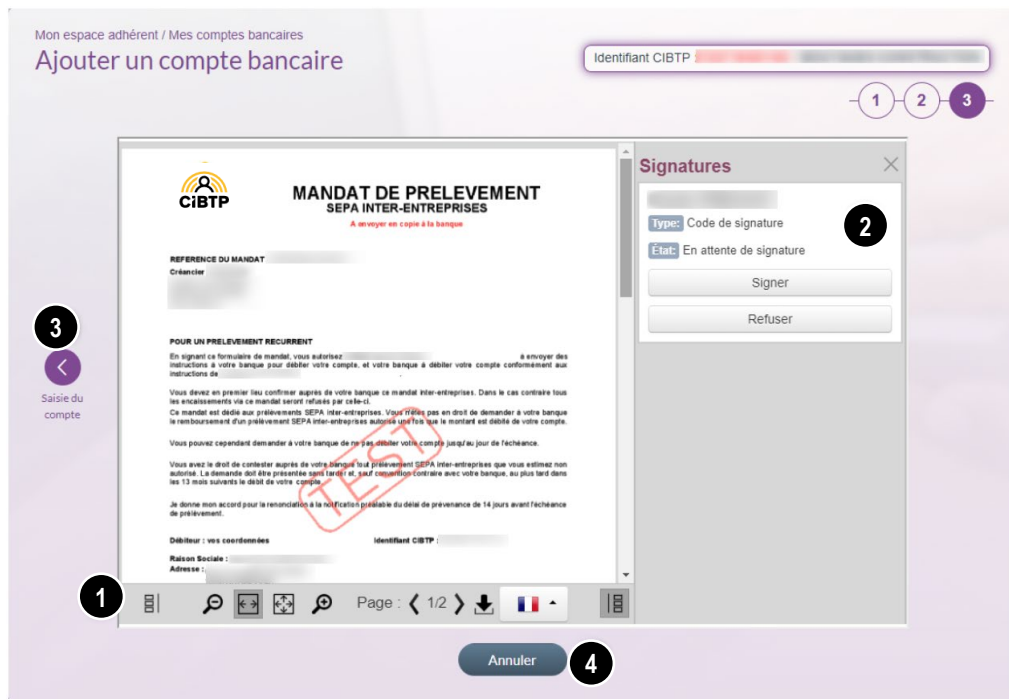 Mon espace adhérent / Mes comptes bancaires
Ajouter un compte bancaire
Identifiant CIBTP :
1 2 3
CIBTP
MANDAT DE PRELEVEMENT
SEPA INTER-ENTREPRISES
A envoyer en copie à la banque
REFERENCE DU MANDAT
Créancier
POUR UN PRELEVEMENT RECURRENT
En signant ce formulaire de mandat, vous autorisez à envoyer des
instructions à votre banque pour débiter votre compte, et votre banque à débiter votre compte conformément aux
instructions de .
Vous devez en premier lieu confirmer auprès de votre banque ce mandat inter-entreprises. Dans le cas contraire tous
les encaissements via ce mandat seront refusés par celle-ci.
Ce mandat est dédié aux prélèvements SEPA inter-entreprises. Vous n'êtes pas en droit de demander à votre banque
le remboursement d'un prélèvement SEPA inter-entreprises autorisé une fois que le montant est débité de votre compte.
Vous pouvez cependant demander à votre banque de ne pas débiter votre compte jusqu'au jour de l'échéance.
Vous avez le droit de contester auprès de votre banque tout prélèvement SEPA inter-entreprises que vous estimez non
autorisé. La demande doit être présentée sans tarder et, sauf convention contraire avec votre banque, au plus tard dans
les 13 mois suivants le débit de votre compte.
TEST
Je donne mon accord pour la renonciation à la notification préalable du délai de prévenance de 14 jours avant l'échéance
de prélèvement.
Débiteur : vos coordonnées Identifiant CIBTP :
Raison Sociale :
Adresse :
Signatures
Type: Code de signature
2
État: En attente de signature
Signer
Refuser
3
Saisie du
compte
1
Page : 1/2
Annuler
4